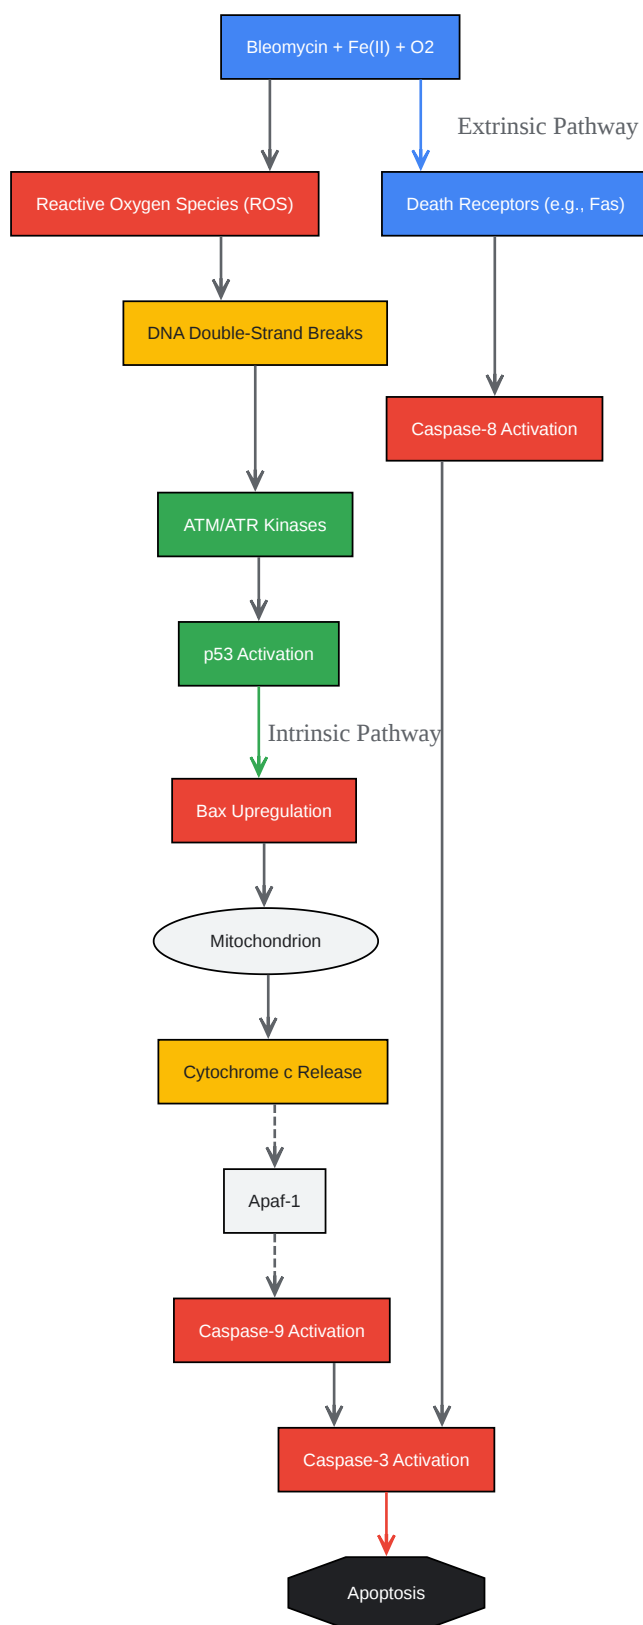 Bleomycin + Fe(II) + O2
Extrinsic Pathway
Reactive Oxygen Species (ROS)
Death Receptors (e.g., Fas)
DNA Double-Strand Breaks
Caspase-8 Activation
ATM/ATR Kinases
p53 Activation
Intrinsic Pathway
Bax Upregulation
Mitochondrion
Cytochrome c Release
Apaf-1
Caspase-9 Activation
Caspase-3 Activation
Apoptosis